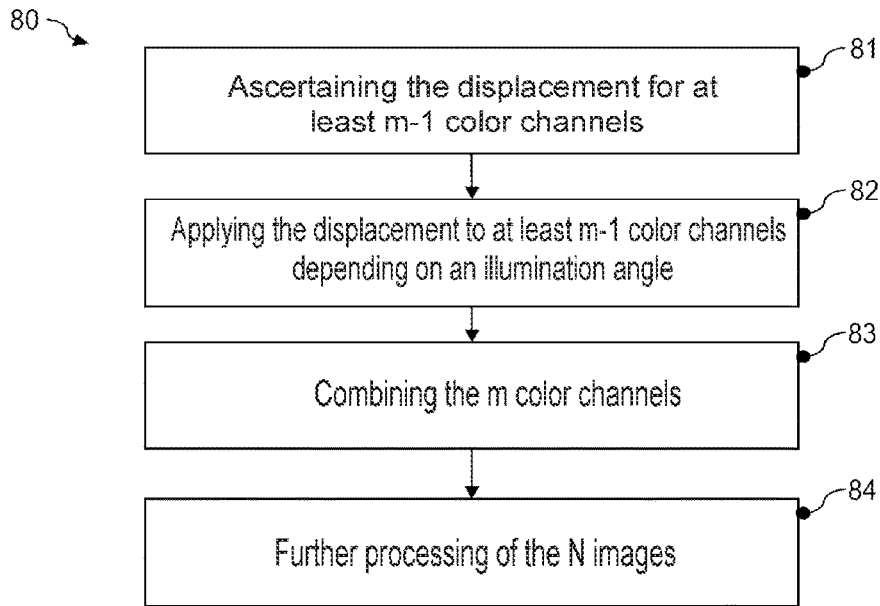 80
81
Ascertaining the displacement for at
least m-1 color channels
82
Applying the displacement to at least m-1 color channels
depending on an illumination angle
83
Combining the m color channels
84
Further processing of the N images